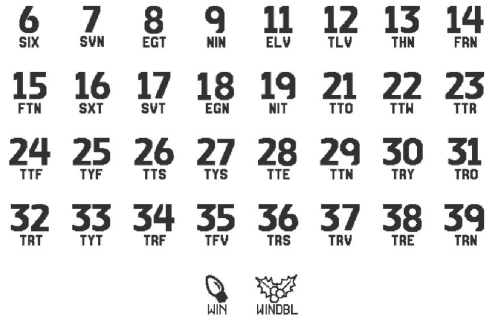 6 7 8 9 11 12 13 14
SIX SVN EGT NIN ELV TLV THN FRN
15 16 17 18 19 21 22 23
FTN SXT SVT EGN NIT TTO TTW TTR
24 25 26 27 28 29 30 31
TTF TYF TTS TYS TTE TTN TRY TRO
32 33 34 35 36 37 38 39
TRT TYT TRF TFV TRS TRV TRE TRN
WIN WINDBL